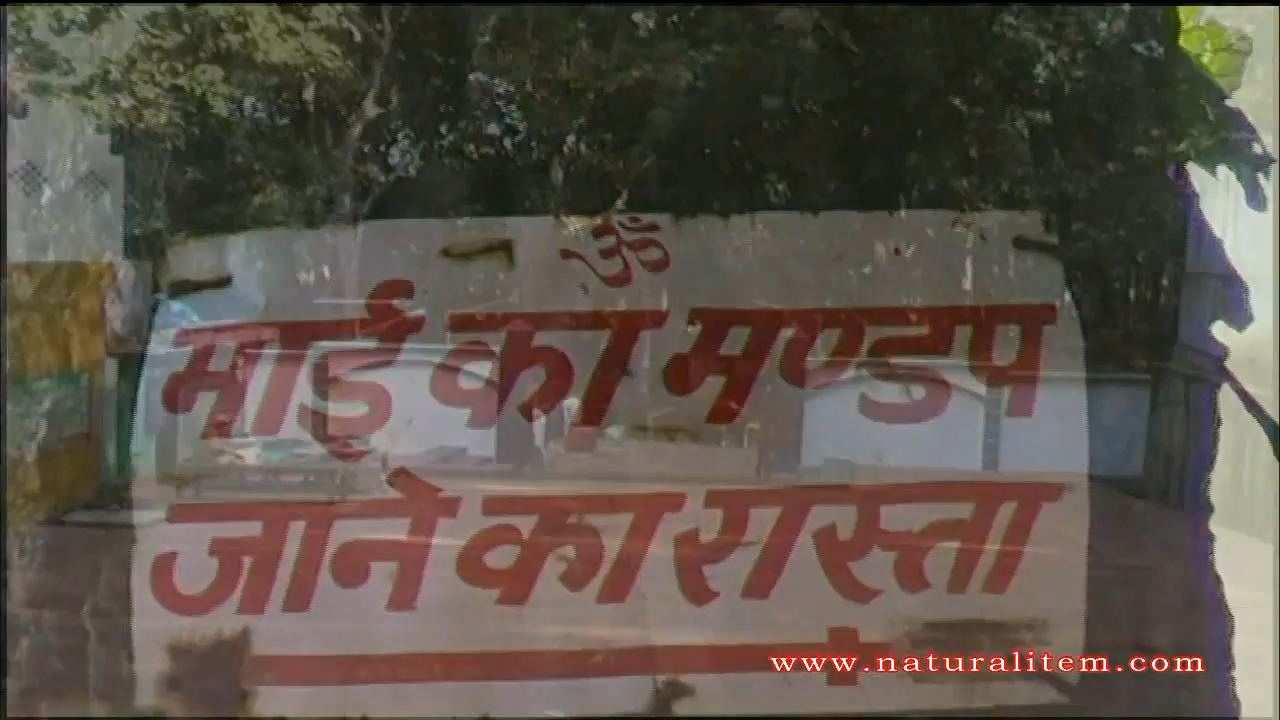 ॐ
माई का मण्डप
जाने का रास्ता
www.naturalitem.com